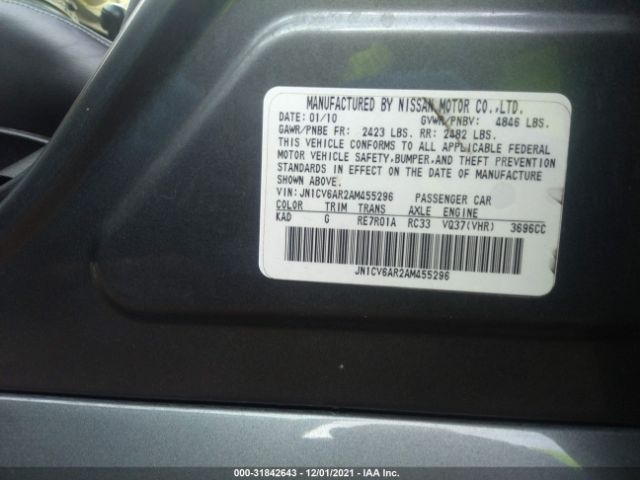 MANUFACTURED BY NISSAN MOTOR CO.,LTD.
DATE: 01/10 GVWR/PNBV: 4846 LBS.
GAWR/PNBE FR: 2423 LBS. RR: 2482 LBS.
THIS VEHICLE CONFORMS TO ALL APPLICABLE FEDERAL
MOTOR VEHICLE SAFETY,BUMPER,AND THEFT PREVENTION
STANDARDS IN EFFECT ON THE DATE OF MANUFACTURE
SHOWN ABOVE.
VIN: JN1CV6AR2AM455296 PASSENGER CAR
COLOR TRIM TRANS AXLE ENGINE
KAD G RE7R01A RC33 VQ37(VHR) 3696CC
JN1CV6AR2AM455296
000-31842643 - 12/01/2021 - IAA Inc.